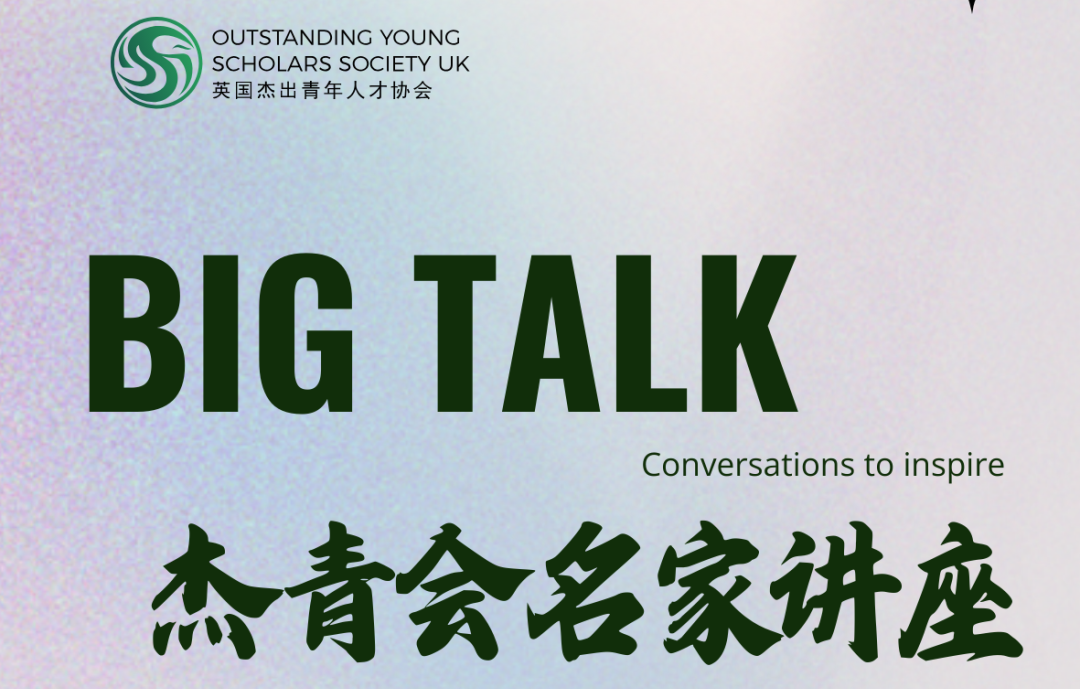 OUTSTANDING YOUNG
SCHOLARS SOCIETY UK
英国杰出青年人才协会
BIG TALK
Conversations to inspire
杰青会名家讲座